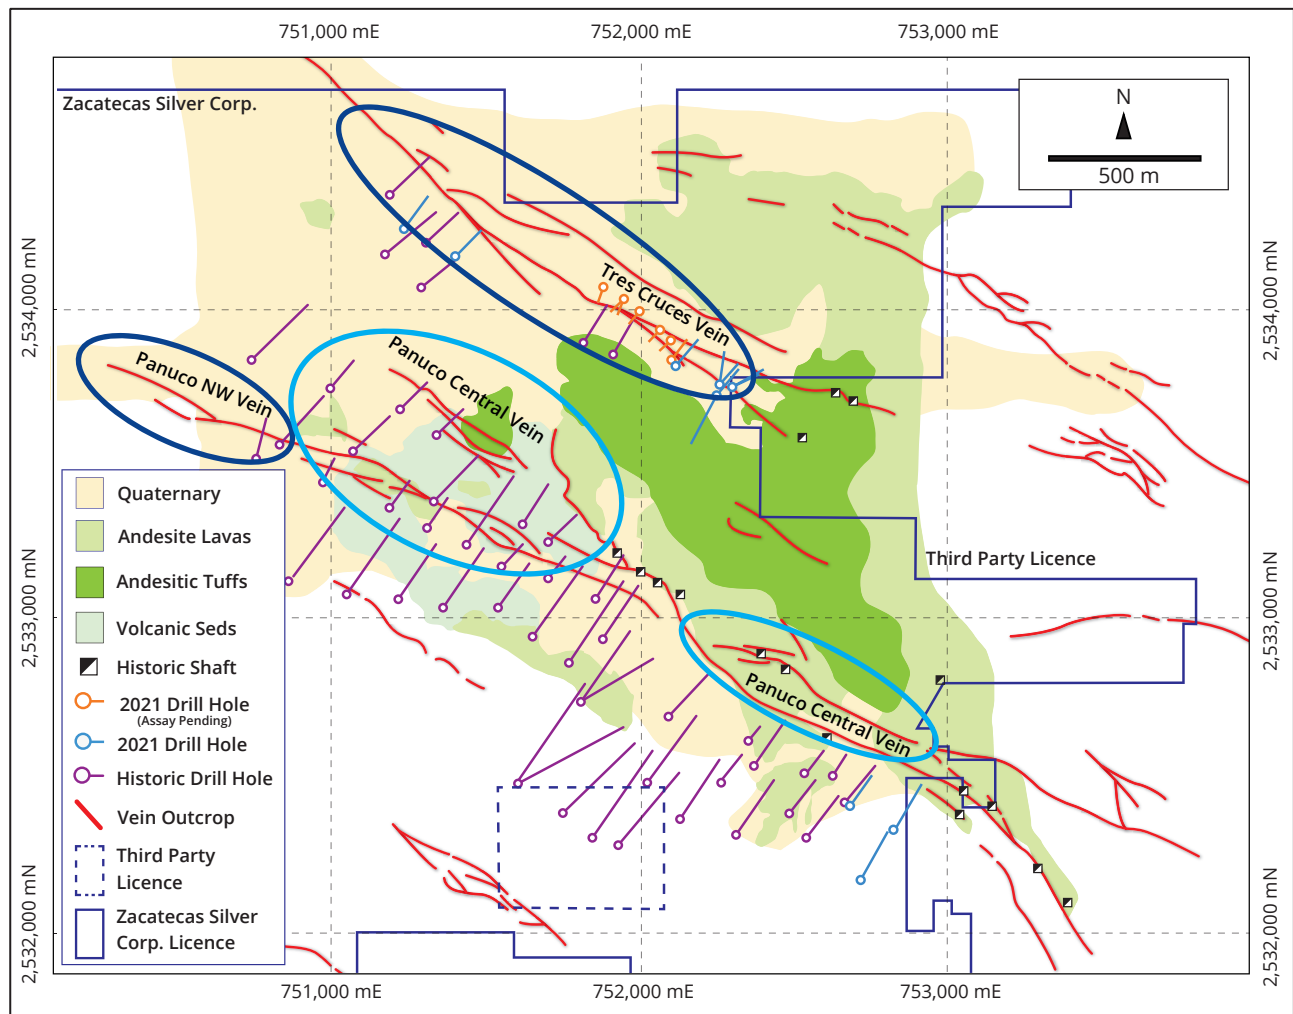 751,000 mE
752,000 mE
753,000 mE
Zacatecas Silver Corp.
N
500 m
2,534,000 mN
2,534,000 mN
Tres Cruces Vein
Panuco NW Vein
Panuco Central Vein
Quaternary
Andesite Lavas
Andesitic Tuffs
Volcanic Seds
Historic Shaft
2021 Drill Hole
(Assay Pending)
2021 Drill Hole
Historic Drill Hole
Vein Outcrop
Third Party
Licence
Zacatecas Silver
Corp. Licence
Third Party Licence
2,533,000 mN
2,533,000 mN
Panuco Central Vein
2,532,000 mN
2,532,000 mN
751,000 mE
752,000 mE
753,000 mE